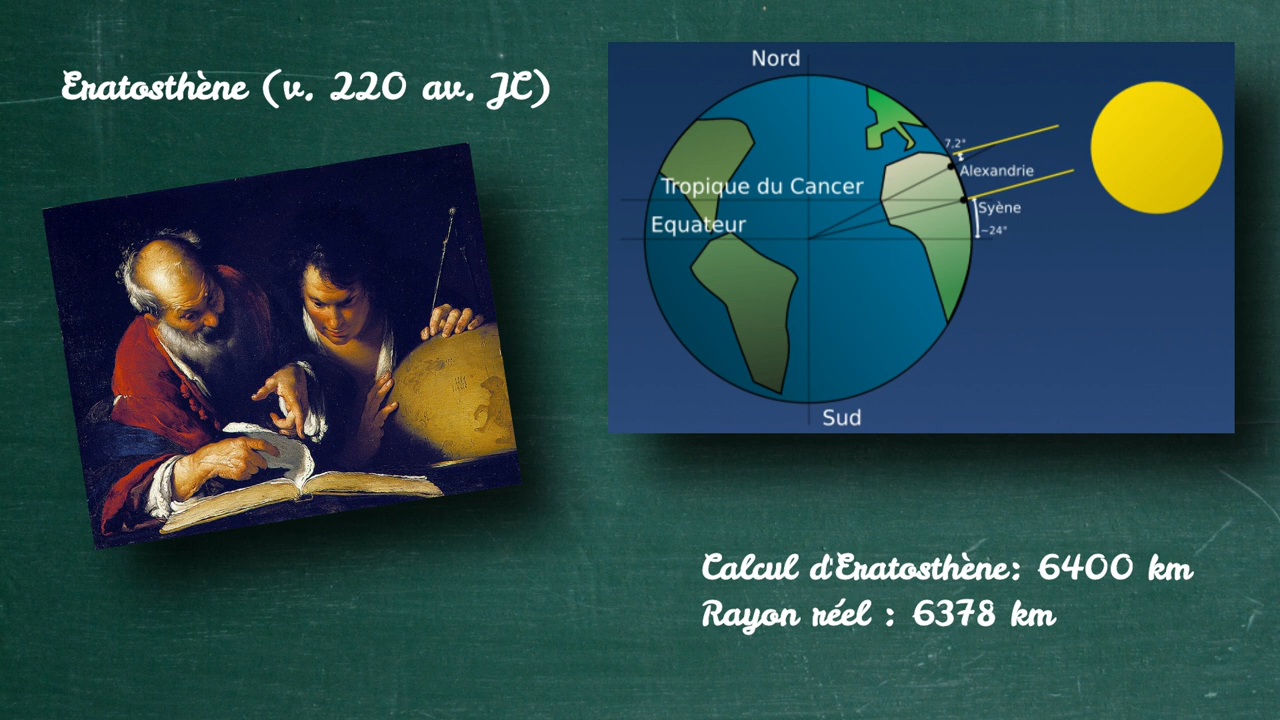 Eratosthène (v. 220 av. JC)
Nord
7,2°
Alexandrie
Tropique du Cancer
Syène
Equateur
~24°
Sud
Calcul d'Eratosthène: 6400 km
Rayon réel : 6378 km